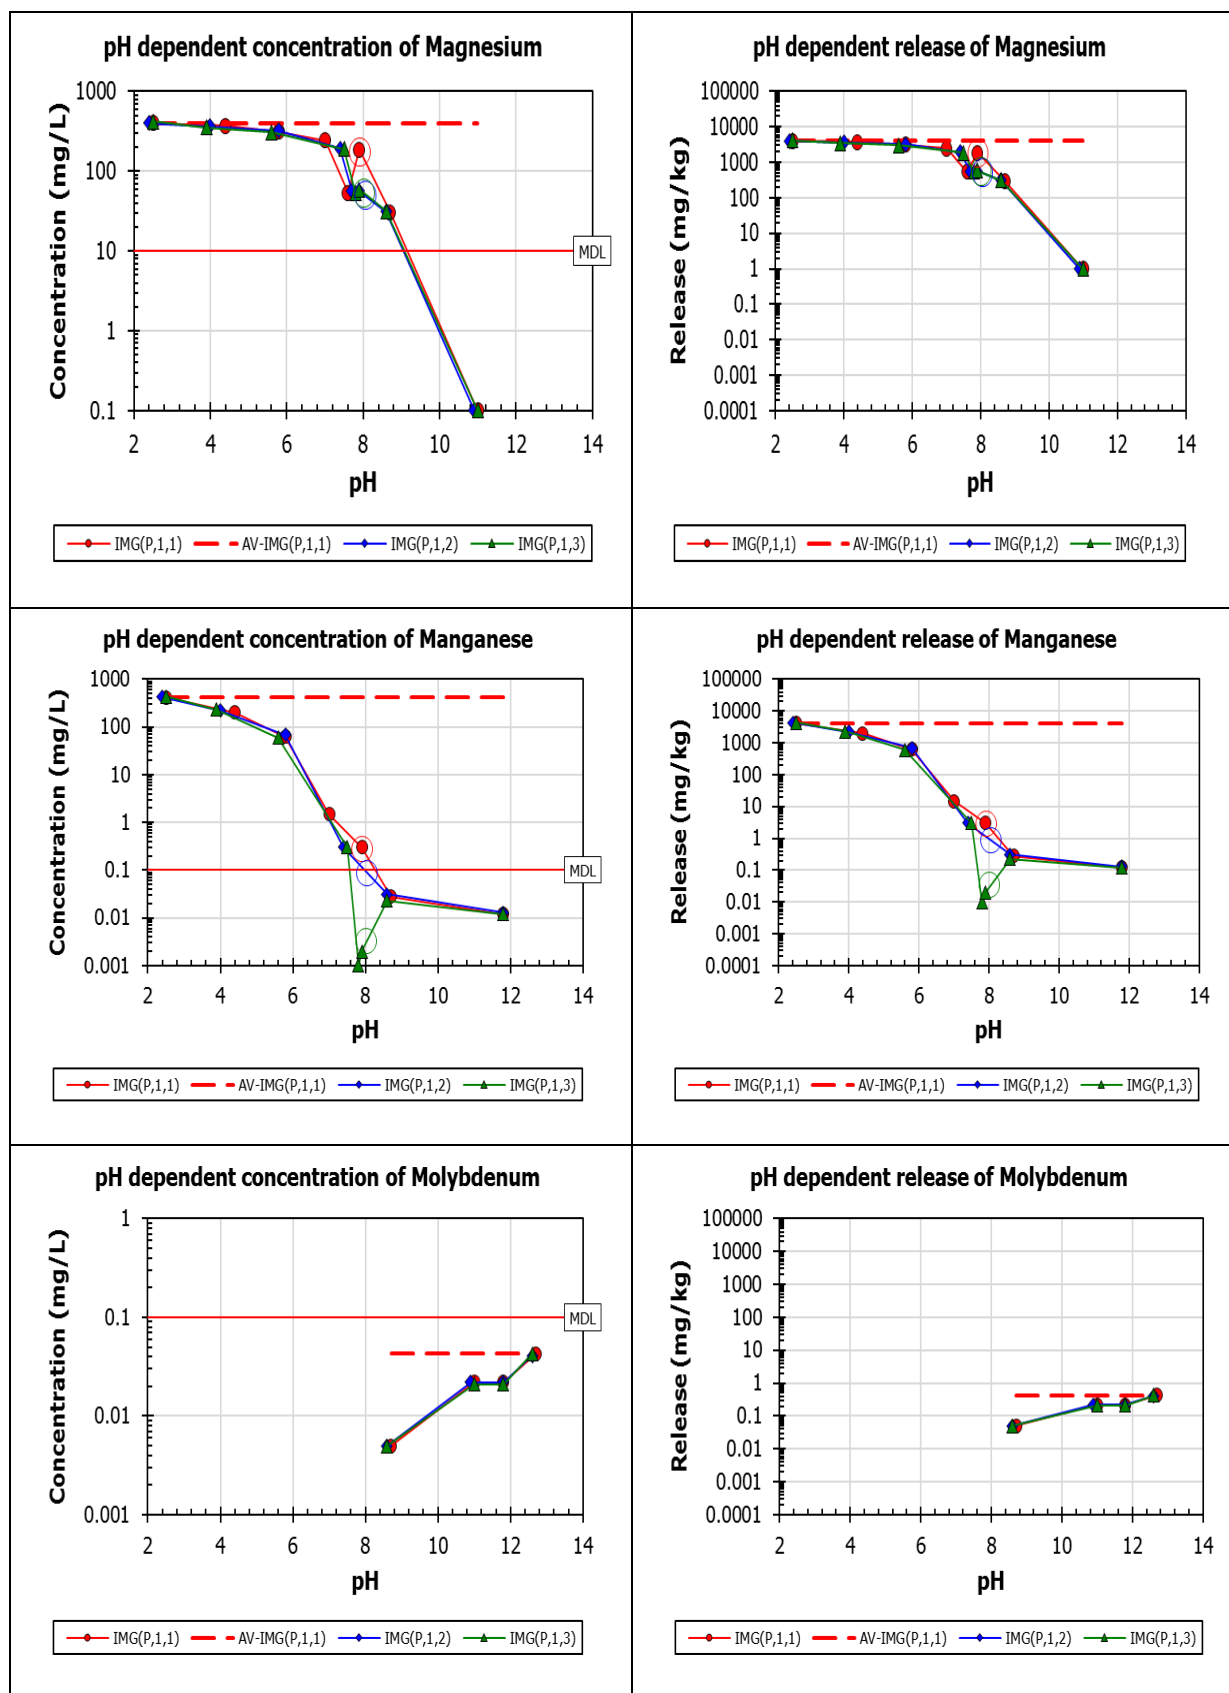 pH dependent concentration of Magnesium
Concentration (mg/L)
1000
100
10
1
0.1
MDL
2 4 6 8 10 12 14
pH
IMG(P,1,1) AV-IMG(P,1,1) IMG(P,1,2) IMG(P,1,3)
pH dependent release of Magnesium
Release (mg/kg)
100000
10000
1000
100
10
1
0.1
0.01
0.001
0.0001
2 4 6 8 10 12 14
pH
IMG(P,1,1) AV-IMG(P,1,1) IMG(P,1,2) IMG(P,1,3)
pH dependent concentration of Manganese
Concentration (mg/L)
1000
100
10
1
0.1
0.01
0.001
MDL
2 4 6 8 10 12 14
pH
IMG(P,1,1) AV-IMG(P,1,1) IMG(P,1,2) IMG(P,1,3)
pH dependent release of Manganese
Release (mg/kg)
100000
10000
1000
100
10
1
0.1
0.01
0.001
0.0001
2 4 6 8 10 12 14
pH
IMG(P,1,1) AV-IMG(P,1,1) IMG(P,1,2) IMG(P,1,3)
pH dependent concentration of Molybdenum
Concentration (mg/L)
1
0.1
0.01
0.001
MDL
2 4 6 8 10 12 14
pH
IMG(P,1,1) AV-IMG(P,1,1) IMG(P,1,2) IMG(P,1,3)
pH dependent release of Molybdenum
Release (mg/kg)
100000
10000
1000
100
10
1
0.1
0.01
0.001
0.0001
2 4 6 8 10 12 14
pH
IMG(P,1,1) AV-IMG(P,1,1) IMG(P,1,2) IMG(P,1,3)